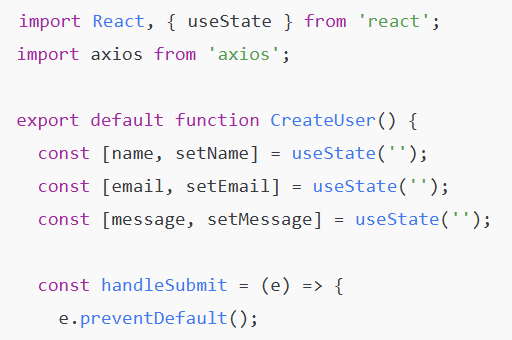 import React, { useState } from 'react';
import axios from 'axios';
export default function CreateUser() {
const [name, setName] = useState('');
const [email, setEmail] = useState('');
const [message, setMessage] = useState('');
const handleSubmit = (e) => {
e.preventDefault();